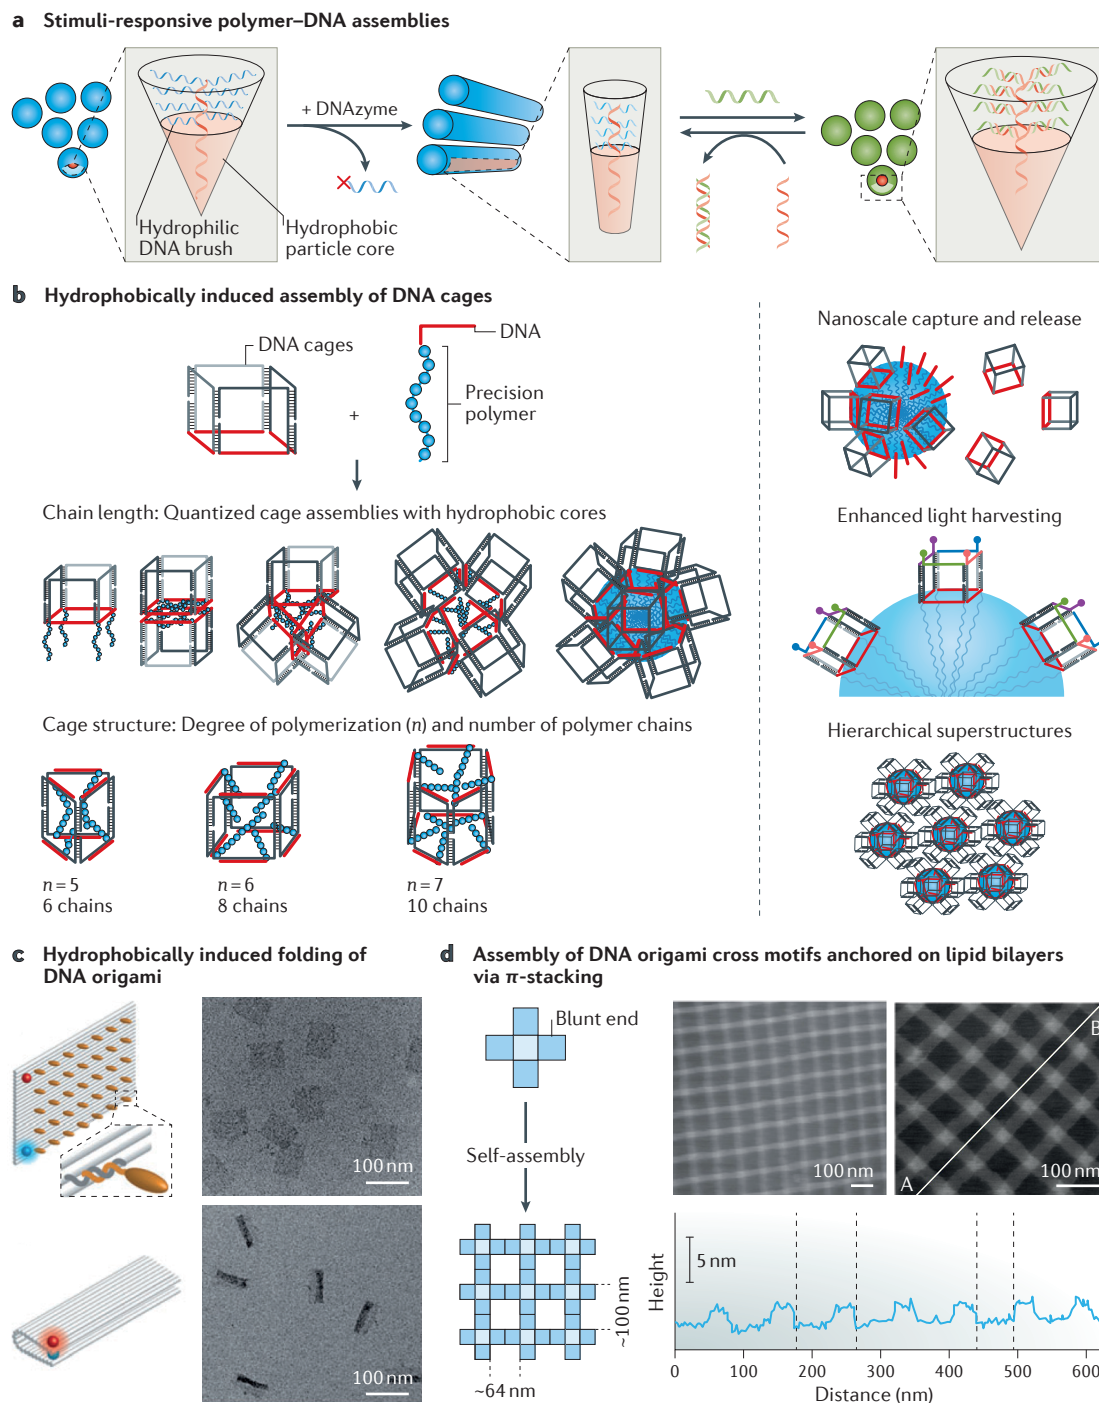 a Stimuli-responsive polymer–DNA assemblies
+ DNAzyme
Hydrophilic
DNA brush
Hydrophobic
particle core
b Hydrophobically induced assembly of DNA cages
DNA cages
DNA
+
Precision
polymer
Chain length: Quantized cage assemblies with hydrophobic cores
Cage structure: Degree of polymerization (n) and number of polymer chains
n = 5
6 chains
n = 6
8 chains
n = 7
10 chains
Nanoscale capture and release
Enhanced light harvesting
Hierarchical superstructures
c Hydrophobically induced folding of
DNA origami
100 nm
100 nm
d Assembly of DNA origami cross motifs anchored on lipid bilayers
via π-stacking
Blunt end
Self-assembly
~100 nm
~64 nm
100 nm
A
B
100 nm
Height
5 nm
0 100 200 300 400 500 600
Distance (nm)